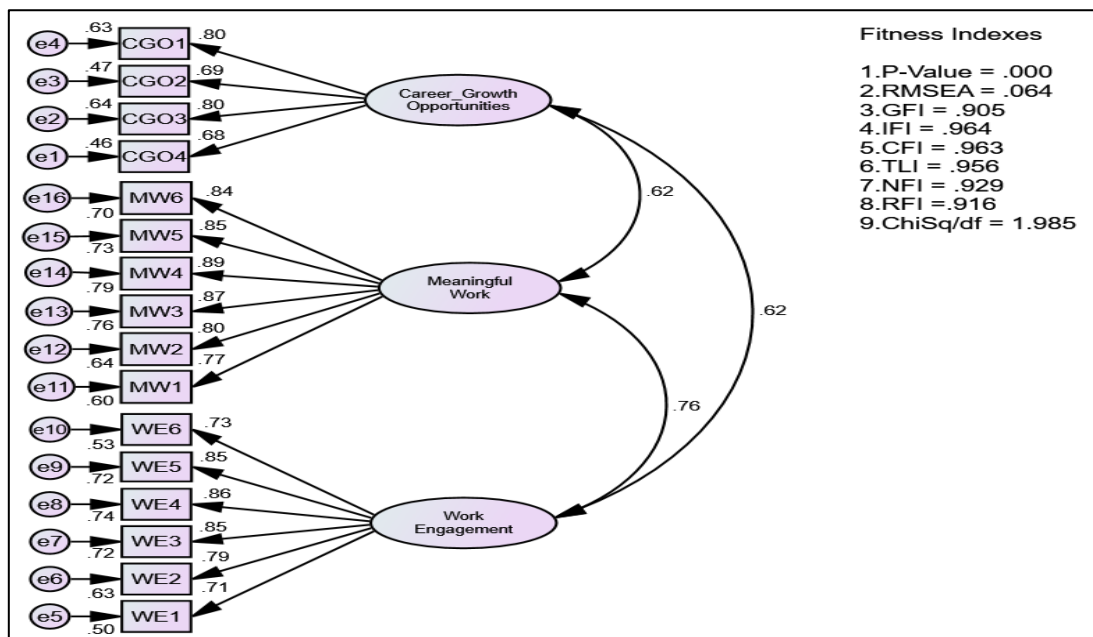 .63
e4 CGO1 .80
.47
e3 CGO2 .69
.64
e2 CGO3 .80
.46
e1 CGO4 .68
Career_Growth
Opportunities
e16 MW6 .84
.70
e15 MW5 .85
.73
e14 MW4 .89
.79
e13 MW3 .87
.76
e12 MW2 .80
.64
e11 MW1 .77
.60
Meaningful
Work
e10 WE6 .73
.53
e9 WE5 .85
.72
e8 WE4 .86
.74
e7 WE3 .85
.72
e6 WE2 .79
.63
e5 WE1 .71
.50
Work
Engagement
.62
.62
.76
Fitness Indexes
1.P-Value = .000
2.RMSEA = .064
3.GFI = .905
4.IFI = .964
5.CFI = .963
6.TLI = .956
7.NFI = .929
8.RFI =.916
9.ChiSq/df = 1.985